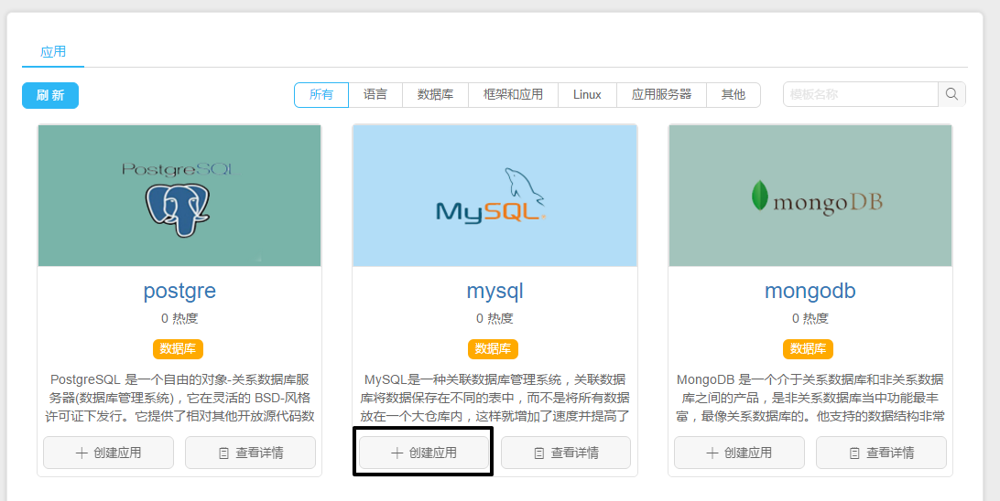 应用
刷 新
所有 语言 数据库 框架和应用 Linux 应用服务器 其他 模板名称
PostgreSQL
postgre
0 热度
数据库
PostgreSQL 是一个自由的对象-关系数据库服
务器(数据库管理系统)，它在灵活的 BSD-风格
许可证下发行。它提供了相对其他开放源代码数
创建应用 查看详情
MySQL
mysql
0 热度
数据库
MySQL是一种关联数据库管理系统，关联数据
库将数据保存在不同的表中，而不是将所有数据
放在一个大仓库内，这样就增加了速度并提高了
创建应用 查看详情
mongoDB
mongodb
0 热度
数据库
MongoDB 是一个介于关系数据库和非关系数据
库之间的产品，是非关系数据库当中功能最丰
富，最像关系数据库的。他支持的数据结构非常
创建应用 查看详情